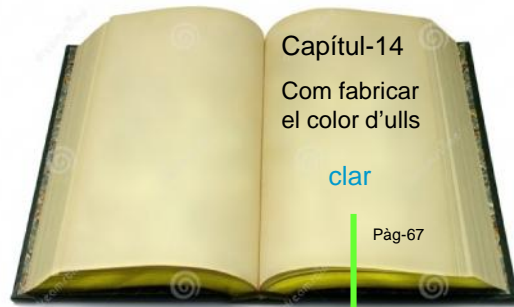 Capítul-14
Com fabricar
el color d'ulls
clar
Pàg-67